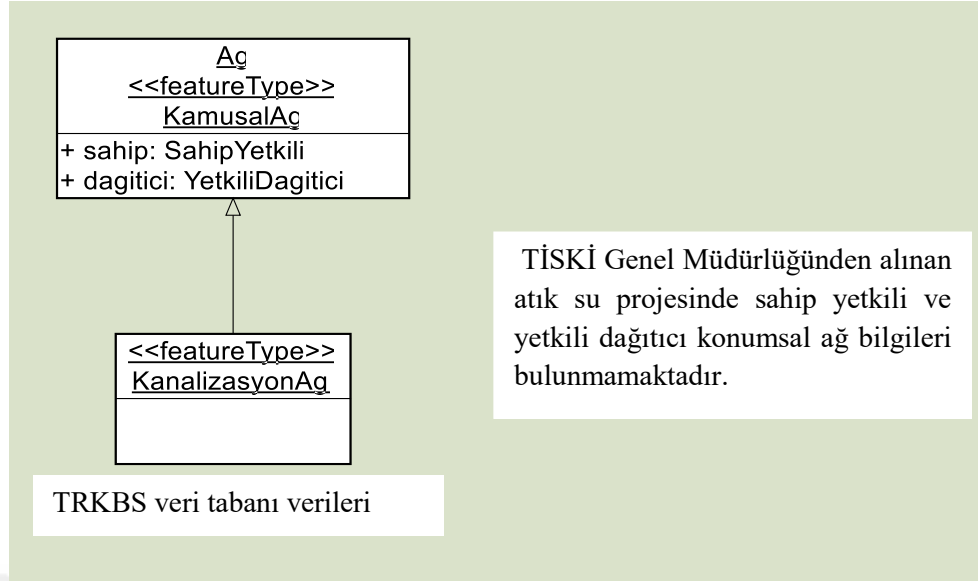 Ag
<<featureType>>
KamusalAg
+ sahip: SahipYetkili
+ dagitici: YetkiliDagitici
<<featureType>>
KanalizasyonAg
TRKBS veri tabanı verileri
TİSKİ Genel Müdürlüğünden alınan
atık su projesinde sahip yetkili ve
yetkili dağıtıcı konumsal ağ bilgileri
bulunmamaktadır.